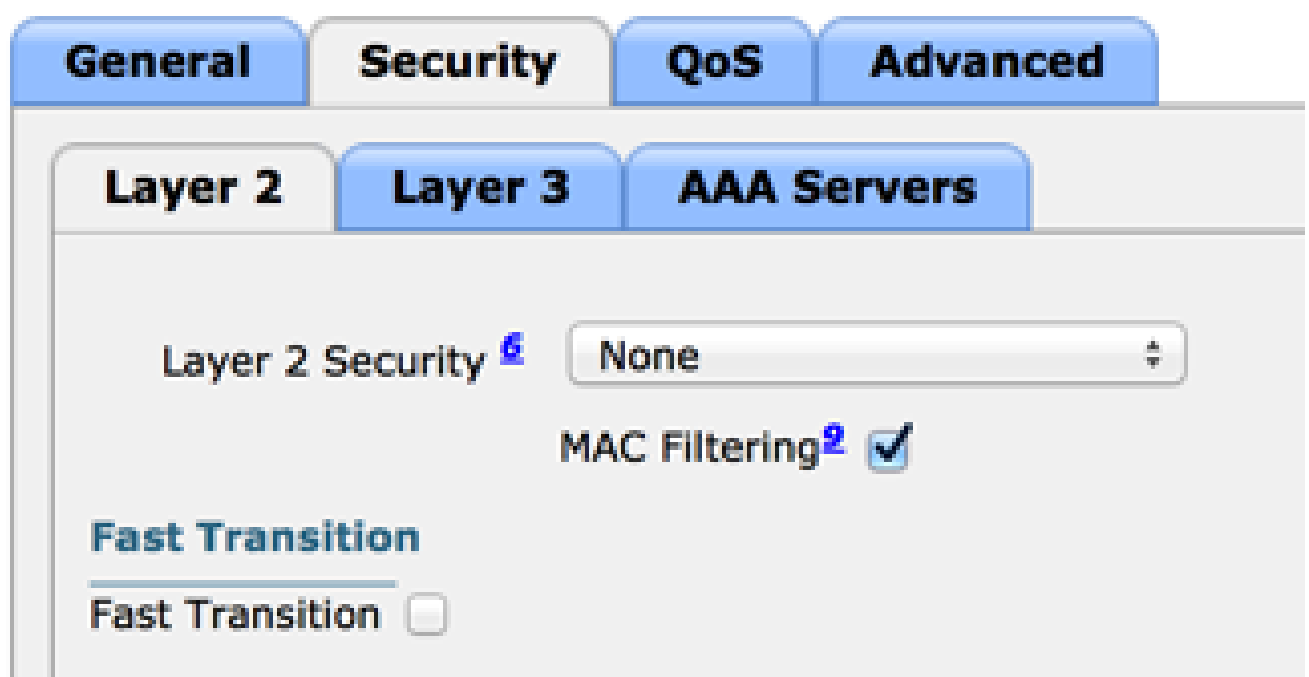 General Security QoS Advanced
Layer 2 Layer 3 AAA Servers
Layer 2 Security 6 None
MAC Filtering 9
Fast Transition
Fast Transition